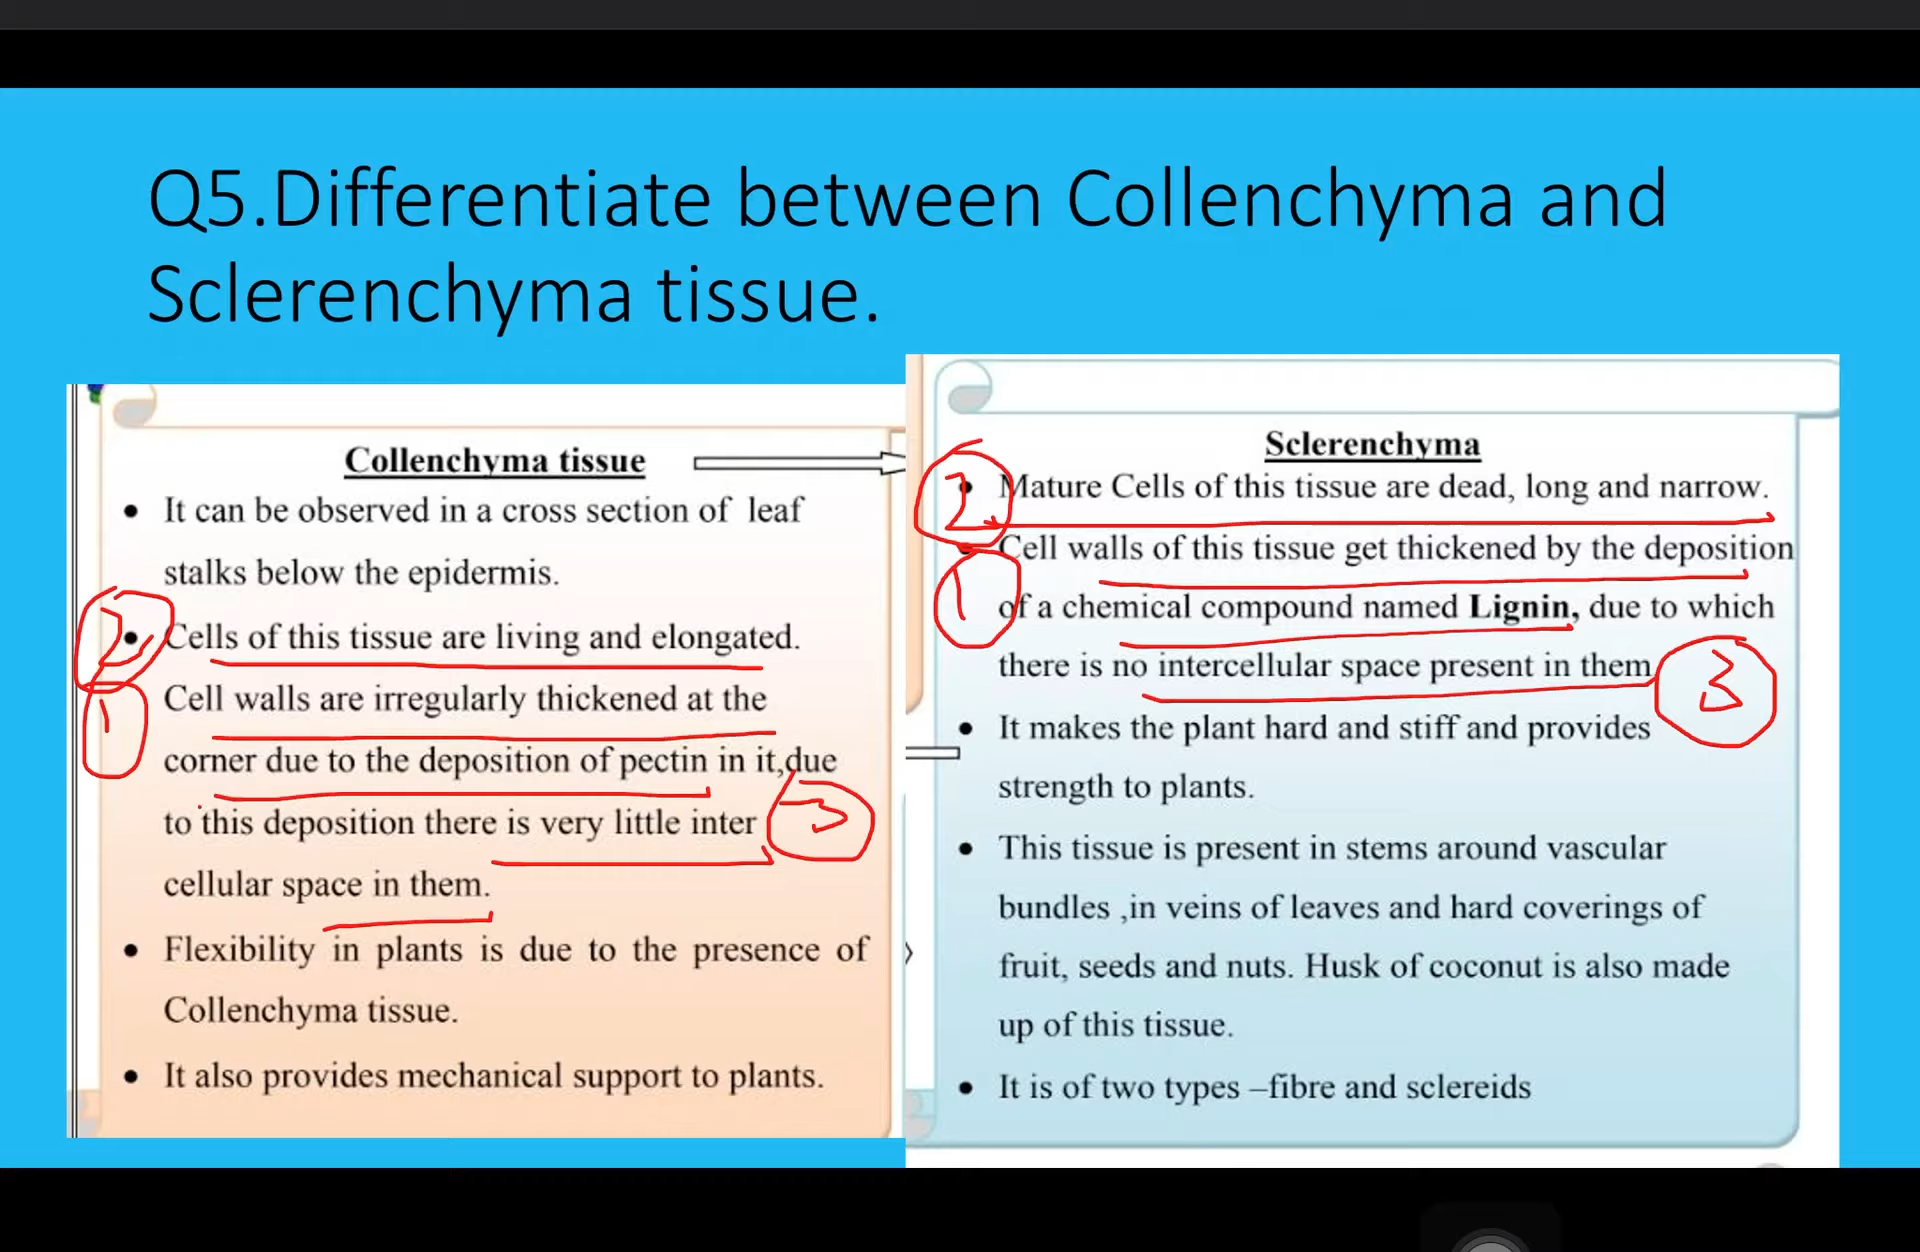 Q5.Differentiate between Collenchyma and
Sclerenchyma tissue.
Collenchyma tissue
• It can be observed in a cross section of leaf
stalks below the epidermis.
2
• Cells of this tissue are living and elongated.
1
Cell walls are irregularly thickened at the
corner due to the deposition of pectin in it,due
to this deposition there is very little inter
3
cellular space in them.
• Flexibility in plants is due to the presence of
Collenchyma tissue.
• It also provides mechanical support to plants.
Sclerenchyma
2
• Mature Cells of this tissue are dead, long and narrow.
• Cell walls of this tissue get thickened by the deposition
1
of a chemical compound named Lignin, due to which
there is no intercellular space present in them
3
• It makes the plant hard and stiff and provides
strength to plants.
• This tissue is present in stems around vascular
bundles ,in veins of leaves and hard coverings of
fruit, seeds and nuts. Husk of coconut is also made
up of this tissue.
• It is of two types –fibre and sclereids